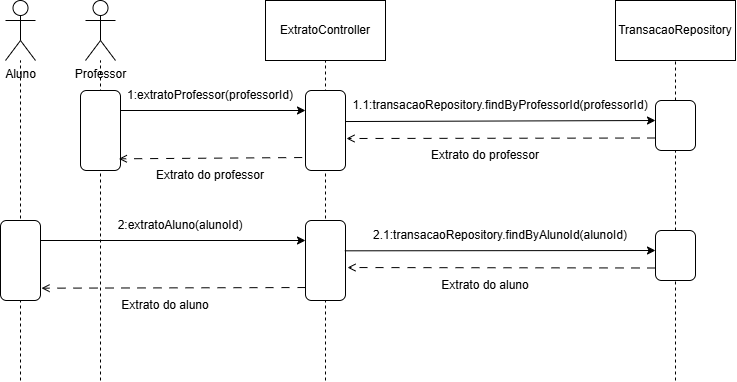 ExtratoController
TransacaoRepository
Aluno
Professor
1:extratoProfessor(professorId)
1.1:transacaoRepository.findByProfessorId(professorId)
Extrato do professor
Extrato do professor
2:extratoAluno(alunoId)
2.1:transacaoRepository.findByAlunoId(alunoId)
Extrato do aluno
Extrato do aluno